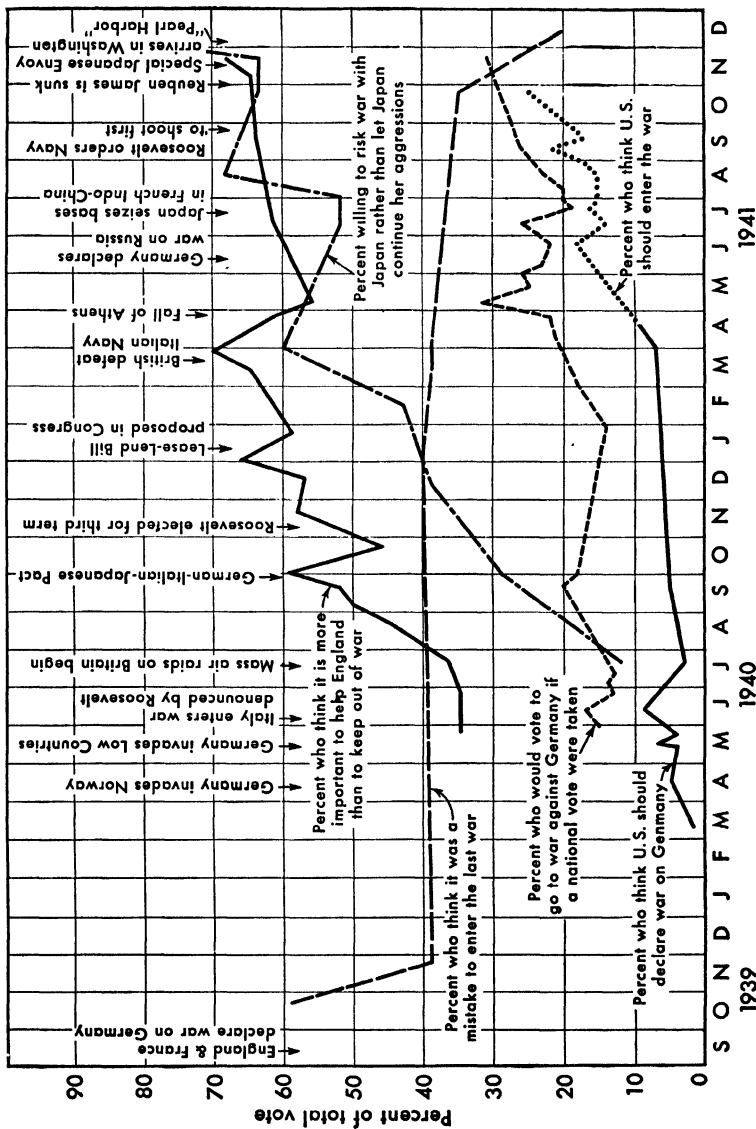 Percent of total vote
100
90
80
70
60
50
40
30
20
10
0
England & France
declare war on Germany
Germany invades Norway
Germany invades Low Countries
Italy enters war
denounced by Roosevelt
Mass air raids on Britain begin
German-Italian-Japanese Pact
Roosevelt elected for third term
Lease-Lend Bill
proposed in Congress
British defeat
Italian Navy
Fall of Athens
Germany declares
war on Russia
Japan seizes bases
in French Indo-China
Roosevelt orders Navy
to shoot first
Reuben James is sunk
Special Japanese Envoy
arrives in Washington
"Pearl Harbor"
Percent who think it is more
important to help England
than to keep out of war
Percent willing to risk war with
Japan rather than let Japan
continue her aggressions
Percent who think it was a
mistake to enter the last war
Percent who would vote to
go to war against Germany if
a national vote were taken
Percent who think U.S.
should enter the war
Percent who think U.S. should
declare war on Genmany
S O N D J F M A M J J A S O N D J F M A M J J A S O N D
1939 1940 1941